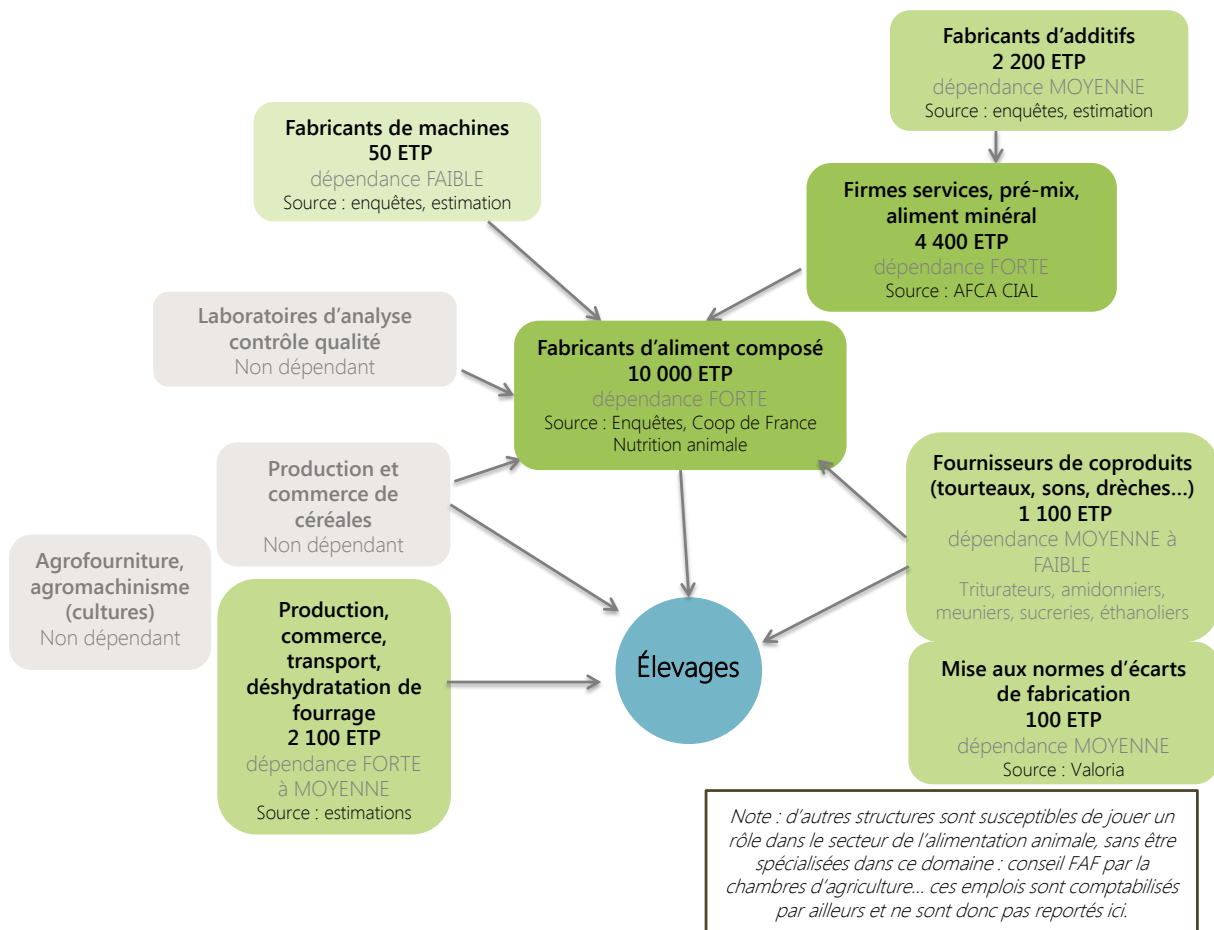 Fabricants d'additifs
2 200 ETP
dépendance MOYENNE
Source : enquêtes, estimation
Fabricants de machines
50 ETP
dépendance FAIBLE
Source : enquêtes, estimation
Firmes services, pré-mix,
aliment minéral
4 400 ETP
dépendance FORTE
Source : AFCA CIAL
Laboratoires d'analyse
contrôle qualité
Non dépendant
Fabricants d'aliment composé
10 000 ETP
dépendance FORTE
Source : Enquêtes, Coop de France
Nutrition animale
Production et
commerce de
céréales
Non dépendant
Fournisseurs de coproduits
(tourteaux, sons, drèches...)
1 100 ETP
dépendance MOYENNE à
FAIBLE
Triturateurs, amidonniers,
meuniers, sucreries, éthanoliers
Agrofourniture,
agromachinisme
(cultures)
Non dépendant
Production,
commerce,
transport,
déshydratation de
fourrage
2 100 ETP
dépendance FORTE
à MOYENNE
Source : estimations
Élevages
Mise aux normes d'écarts
de fabrication
100 ETP
dépendance MOYENNE
Source : Valoria
Note : d'autres structures sont susceptibles de jouer un
rôle dans le secteur de l'alimentation animale, sans être
spécialisées dans ce domaine : conseil FAF par la
chambres d'agriculture... ces emplois sont comptabilisés
par ailleurs et ne sont donc pas reportés ici.